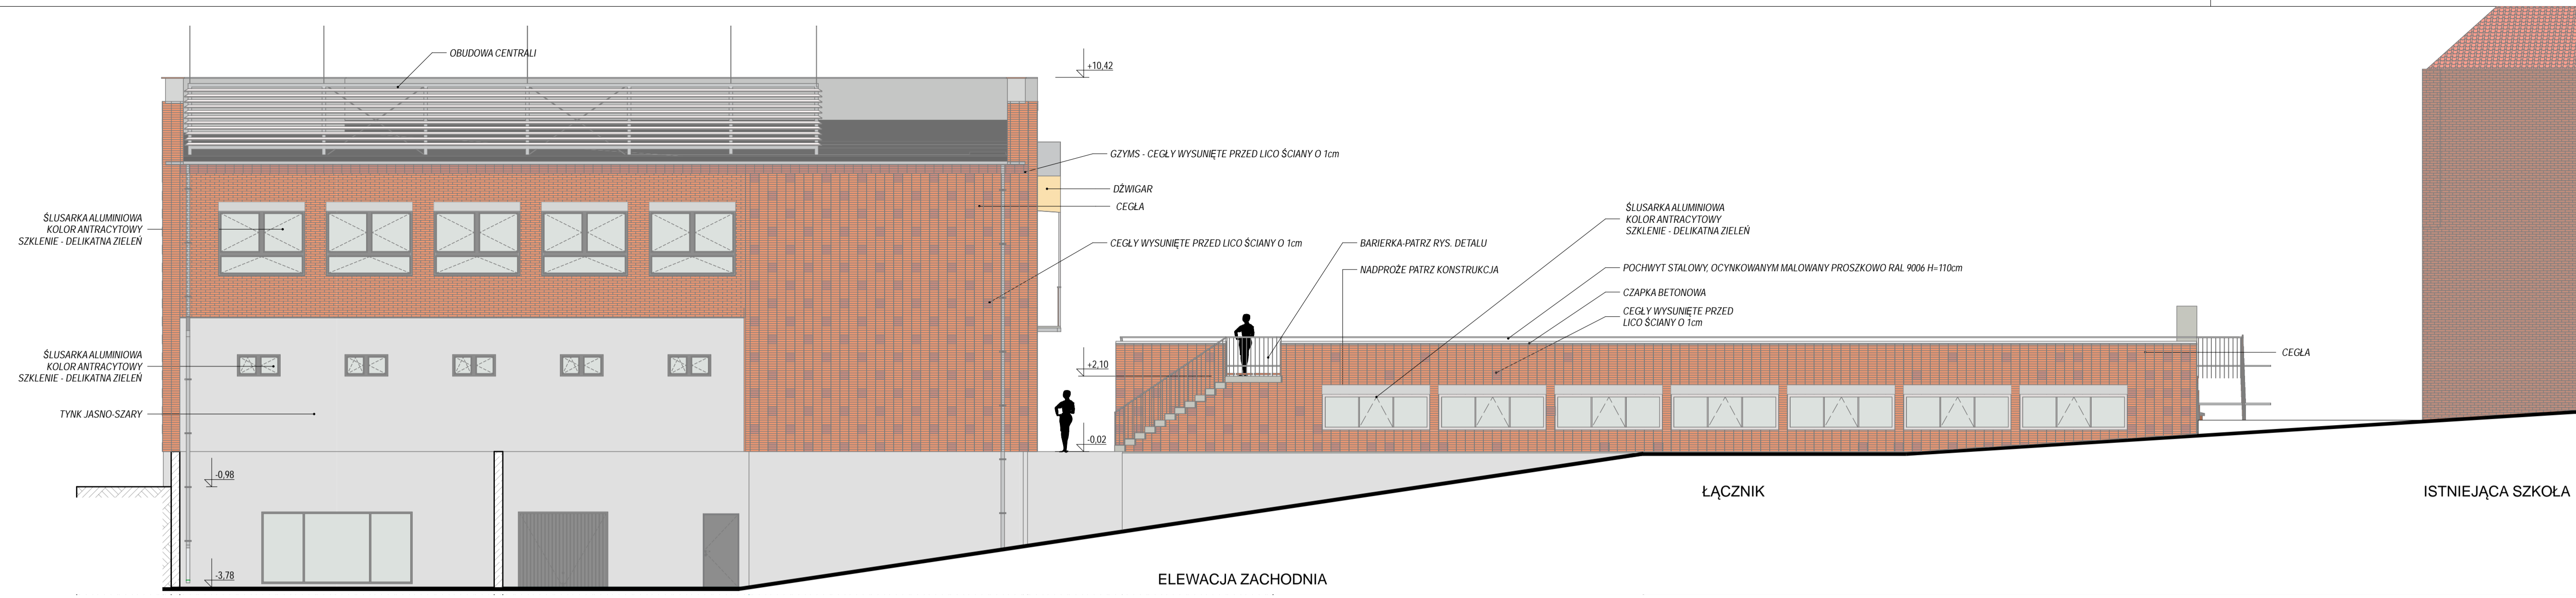 OBUDOWA CENTRALI
+10,42
GZYMS - CEGŁY WYSUNIĘTE PRZED LICO ŚCIANY O 1cm
DŹWIGAR
CEGŁA
ŚLUSARKA ALUMINIOWA
KOLOR ANTRACYTOWY
SZKLENIE - DELIKATNA ZIELEŃ
ŚLUSARKA ALUMINIOWA
KOLOR ANTRACYTOWY
SZKLENIE - DELIKATNA ZIELEŃ
CEGŁY WYSUNIĘTE PRZED LICO ŚCIANY O 1cm
BARIERKA-PATRZ RYS. DETALU
NADPROŻE PATRZ KONSTRUKCJA
POCHWYT STALOWY, OCYNKOWANYM MALOWANY PROSZKOWO RAL 9006 H=110cm
CZAPKA BETONOWA
CEGŁY WYSUNIĘTE PRZED
LICO ŚCIANY O 1cm
ŚLUSARKA ALUMINIOWA
KOLOR ANTRACYTOWY
SZKLENIE - DELIKATNA ZIELEŃ
+2,10
CEGŁA
TYNK JASNO-SZARY
-0,02
-0,98
ŁĄCZNIK
ISTNIEJĄCA SZKOŁA
-3,78
ELEWACJA ZACHODNIA